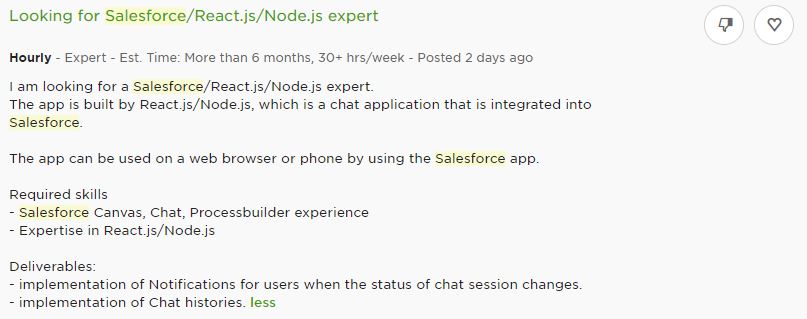 Looking for Salesforce/React.js/Node.js expert
Hourly - Expert - Est. Time: More than 6 months, 30+ hrs/week - Posted 2 days ago
I am looking for a Salesforce/React.js/Node.js expert.
The app is built by React.js/Node.js, which is a chat application that is integrated into
Salesforce.
The app can be used on a web browser or phone by using the Salesforce app.
Required skills
- Salesforce Canvas, Chat, Processbuilder experience
- Expertise in React.js/Node.js
Deliverables:
- implementation of Notifications for users when the status of chat session changes.
- implementation of Chat histories. less